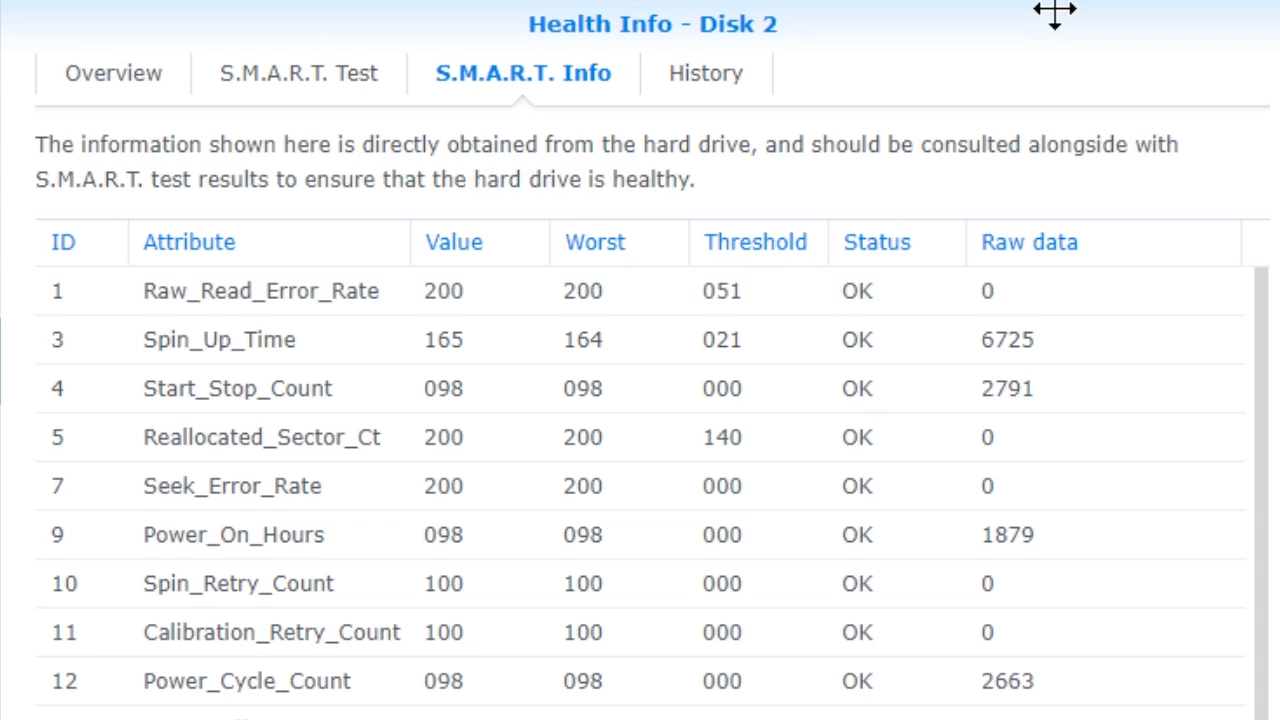 Health Info - Disk 2
Overview S.M.A.R.T. Test S.M.A.R.T. Info History
The information shown here is directly obtained from the hard drive, and should be consulted alongside with
S.M.A.R.T. test results to ensure that the hard drive is healthy.
ID Attribute Value Worst Threshold Status Raw data
1 Raw_Read_Error_Rate 200 200 051 OK 0
3 Spin_Up_Time 165 164 021 OK 6725
4 Start_Stop_Count 098 098 000 OK 2791
5 Reallocated_Sector_Ct 200 200 140 OK 0
7 Seek_Error_Rate 200 200 000 OK 0
9 Power_On_Hours 098 098 000 OK 1879
10 Spin_Retry_Count 100 100 000 OK 0
11 Calibration_Retry_Count 100 100 000 OK 0
12 Power_Cycle_Count 098 098 000 OK 2663